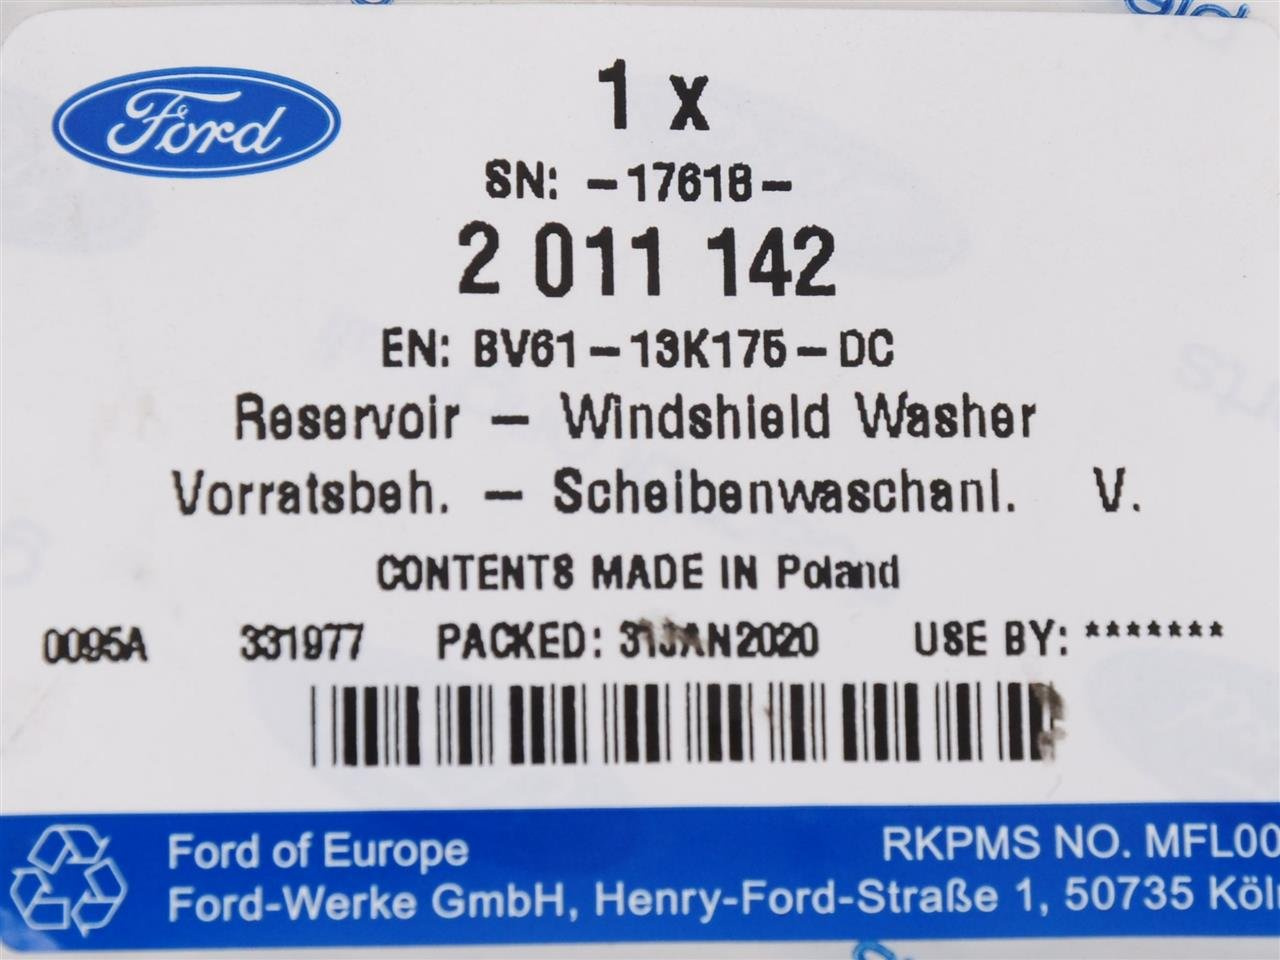 Ford
1 x
SN: -17618-
2 011 142
EN: BV61-13K175-DC
Reservoir - Windshield Washer
Vorratsbeh. - Scheibenwaschanl. V.
CONTENTS MADE IN Poland
0095A 331977 PACKED: 31JAN2020 USE BY: *******
Ford of Europe RKPMS NO. MFL00
Ford-Werke GmbH, Henry-Ford-Straße 1, 50735 Köl